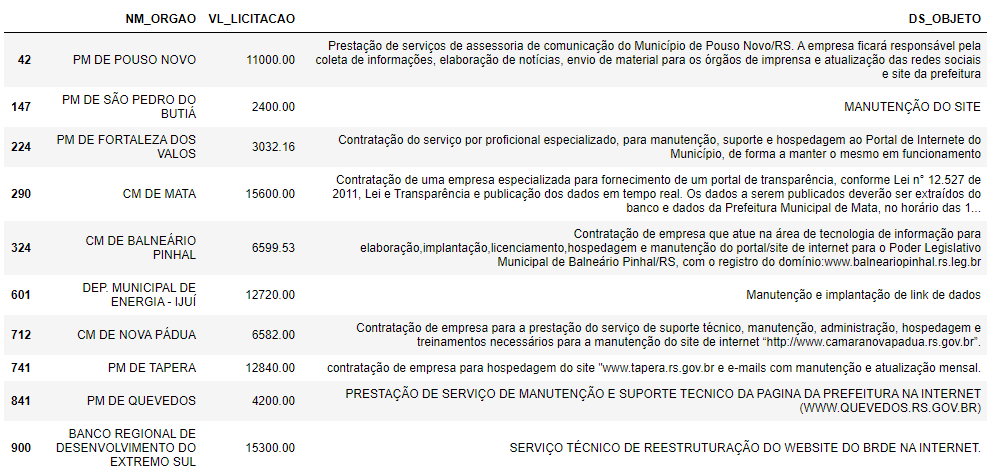 NM_ORGAO VL_LICITACAO DS_OBJETO
42 PM DE POUSO NOVO 11000.00 Prestação de serviços de assessoria de comunicação do Município de Pouso Novo/RS. A empresa ficará responsável pela
coleta de informações, elaboração de notícias, envio de material para os órgãos de imprensa e atualização das redes sociais
e site da prefeitura
147 PM DE SÃO PEDRO DO
BUTIÁ 2400.00 MANUTENÇÃO DO SITE
224 PM DE FORTALEZA DOS
VALOS 3032.16 Contratação do serviço por proficional especializado, para manutenção, suporte e hospedagem ao Portal de Internete do
Município, de forma a manter o mesmo em funcionamento
290 CM DE MATA 15600.00 Contratação de uma empresa especializada para fornecimento de um portal de transparência, conforme Lei n° 12.527 de
2011, Lei e Transparência e publicação dos dados em tempo real. Os dados a serem publicados deverão ser extraídos do
banco e dados da Prefeitura Municipal de Mata, no horário das 1...
324 CM DE BALNEÁRIO
PINHAL 6599.53 Contratação de empresa que atue na área de tecnologia de informação para
elaboração,implantação,licenciamento,hospedagem e manutenção do portal/site de internet para o Poder Legislativo
Municipal de Balneário Pinhal/RS, com o registro do domínio:www.balneariopinhal.rs.leg.br
601 DEP. MUNICIPAL DE
ENERGIA - IJUÍ 12720.00 Manutenção e implantação de link de dados
712 CM DE NOVA PÁDUA 6582.00 Contratação de empresa para a prestação do serviço de suporte técnico, manutenção, administração, hospedagem e
treinamentos necessários para a manutenção do site de internet “http://www.camaranovapadua.rs.gov.br”.
741 PM DE TAPERA 12840.00 contratação de empresa para hospedagem do site "www.tapera.rs.gov.br e e-mails com manutenção e atualização mensal.
841 PM DE QUEVEDOS 4200.00 PRESTAÇÃO DE SERVIÇO DE MANUTENÇÃO E SUPORTE TECNICO DA PAGINA DA PREFEITURA NA INTERNET
(WWW.QUEVEDOS.RS.GOV.BR)
900 BANCO REGIONAL DE
DESENVOLVIMENTO DO
EXTREMO SUL 15300.00 SERVIÇO TÉCNICO DE REESTRUTURAÇÃO DO WEBSITE DO BRDE NA INTERNET.